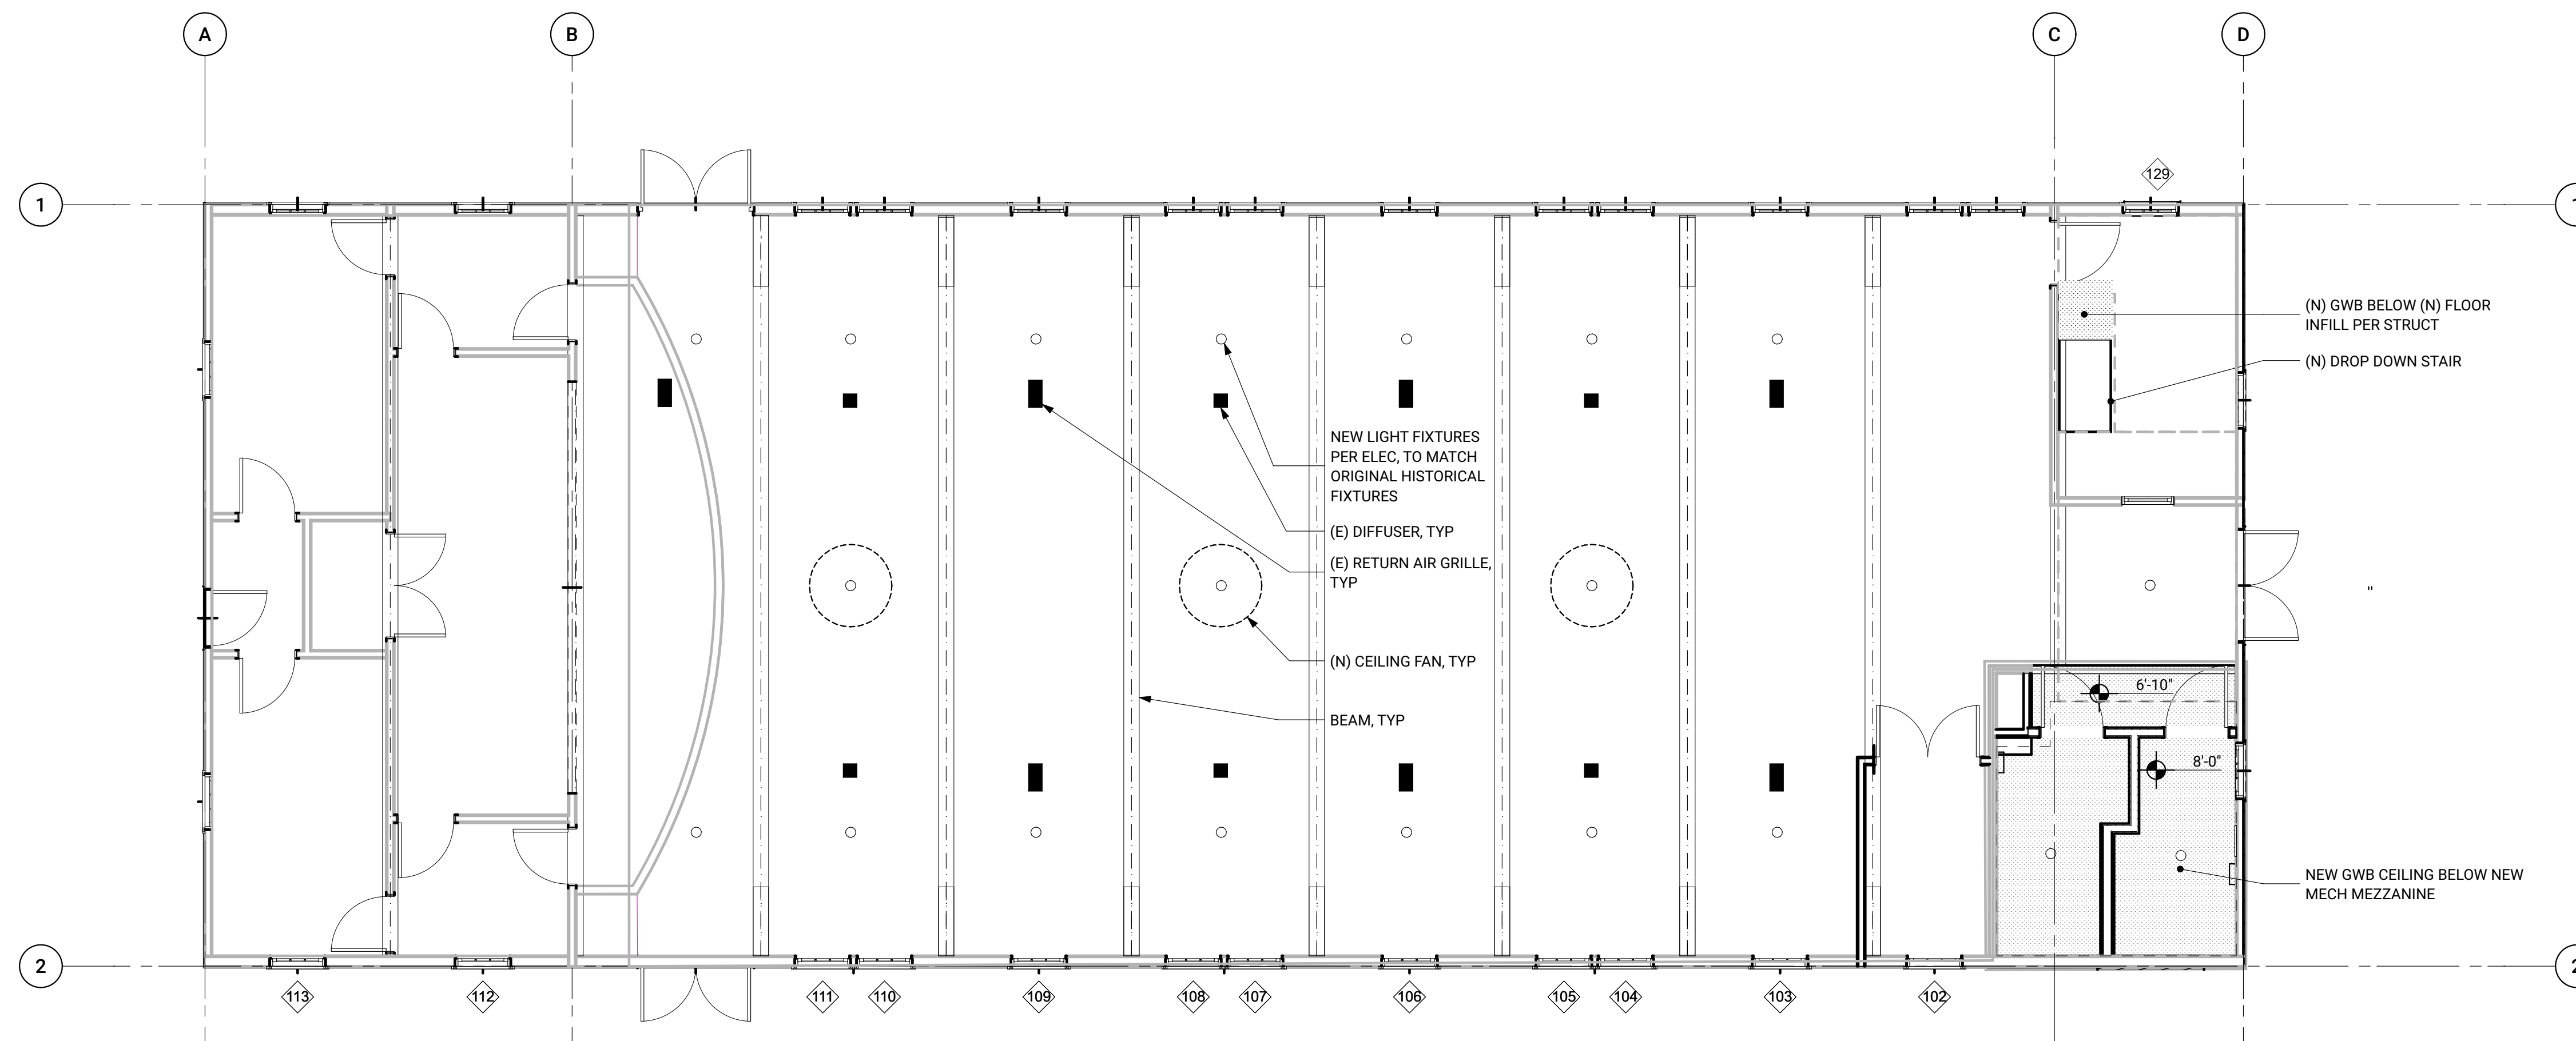 A
B
C
D
129
1
1
(N) GWB BELOW (N) FLOOR
INFILL PER STRUCT
(N) DROP DOWN STAIR
NEW LIGHT FIXTURES
PER ELEC, TO MATCH
ORIGINAL HISTORICAL
FIXTURES
(E) DIFFUSER, TYP
(E) RETURN AIR GRILLE,
TYP
"
(N) CEILING FAN, TYP
6'-10"
BEAM, TYP
8'-0"
NEW GWB CEILING BELOW NEW
MECH MEZZANINE
2
2
113
112
111
110
109
108
107
106
105
104
103
102